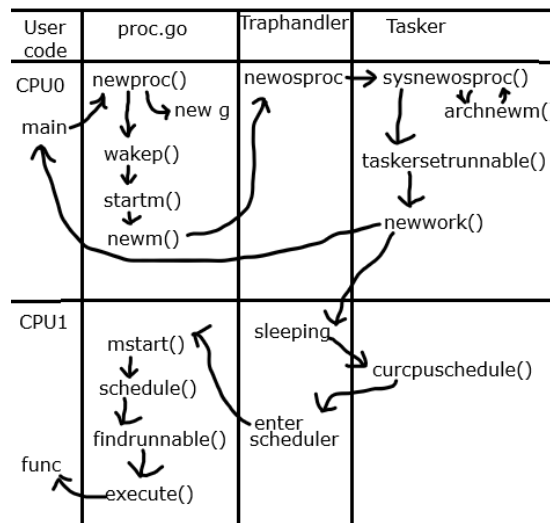 User
code
proc.go
Traphandler
Tasker
CPU0
newproc()
newosproc
sysnewosproc()
new g
archnewm(
main
wakep()
taskersetrunnable()
startm()
newm()
newwork()
CPU1
sleeping
mstart()
curcpuschedule()
schedule()
enter
scheduler
findrunnable()
func
execute()